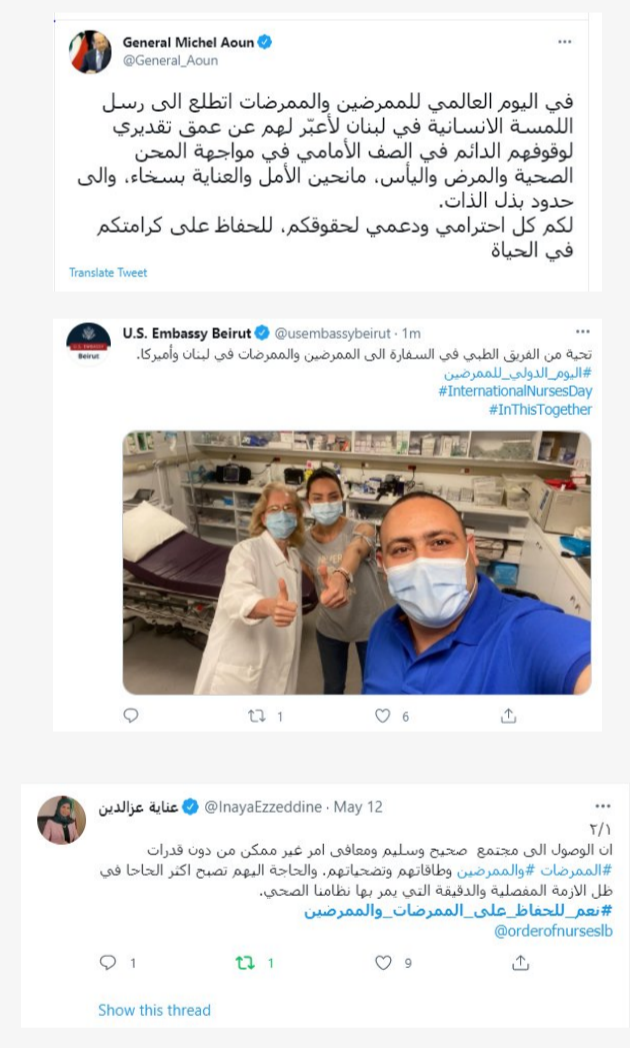 General Michel Aoun
@General_Aoun
في اليوم العالمي للممرضين والممرضات اتطلع الى رسل
اللمسة الانسانية في لبنان لأعبّر لهم عن عمق تقديري
لوقوفهم الدائم في الصف الأمامي في مواجهة المحن
الصحية والمرض واليأس، مانحين الأمل والعناية بسخاء، والى
حدود بذل الذات.
لكم كل احترامي ودعمي لحقوقكم، للحفاظ على كرامتكم
في الحياة
Translate Tweet
U.S. EMBASSY
Beirut
U.S. Embassy Beirut @usembassybeirut · 1m
تحية من الفريق الطبي في السفارة الى الممرضين والممرضات في لبنان وأميركا.
#اليوم_الدولي_للممرضين
#InternationalNursesDay
#InThisTogether
1 6
عناية عزالدين @InayaEzzeddine · May 12
٢/١
ان الوصول الى مجتمع صحيح وسليم ومعافى امر غير ممكن من دون قدرات
#الممرضات #والممرضين وطاقاتهم وتضحياتهم. والحاجة اليهم تصبح اكثر الحاحا في
ظل الازمة المفصلية والدقيقة التي يمر بها نظامنا الصحي.
#نعم_للحفاظ_على_الممرضات_والممرضين
@orderofnurseslb
1 1 9
Show this thread